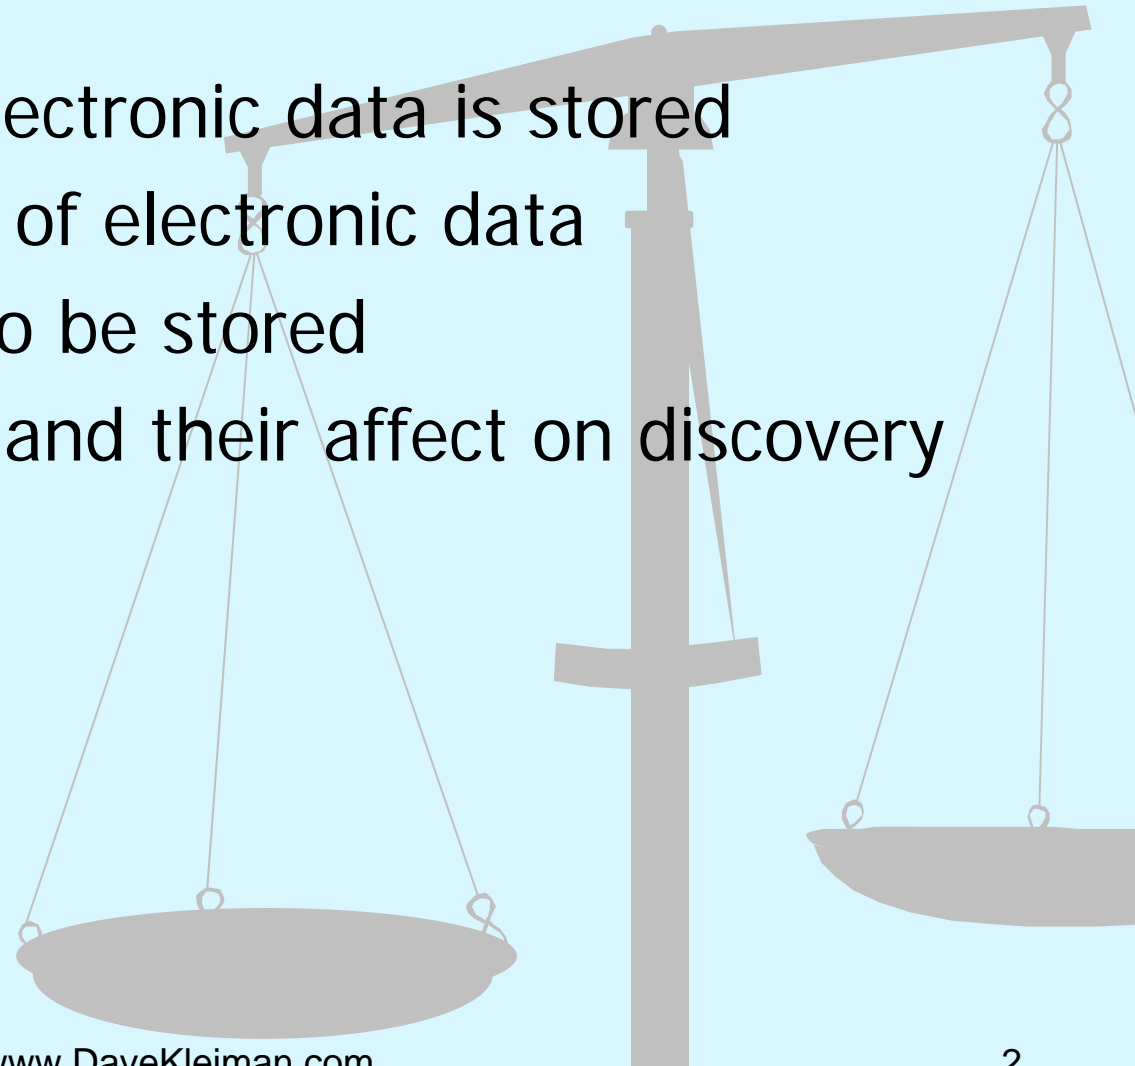 ectronic data is stored
of electronic data
o be stored
and their affect on discovery
www.DaveKleiman.com
2